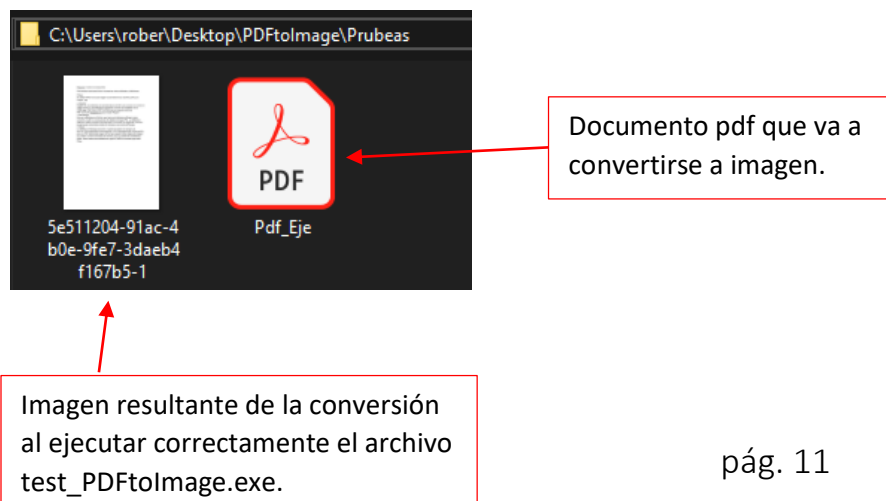 C:\Users\rober\Desktop\PDFtoImage\Prubeas
PDF
5e511204-91ac-4
b0e-9fe7-3daeb4
f167b5-1
Pdf_Eje
Documento pdf que va a
convertirse a imagen.
Imagen resultante de la conversión
al ejecutar correctamente el archivo
test_PDFtoImage.exe.
pág. 11